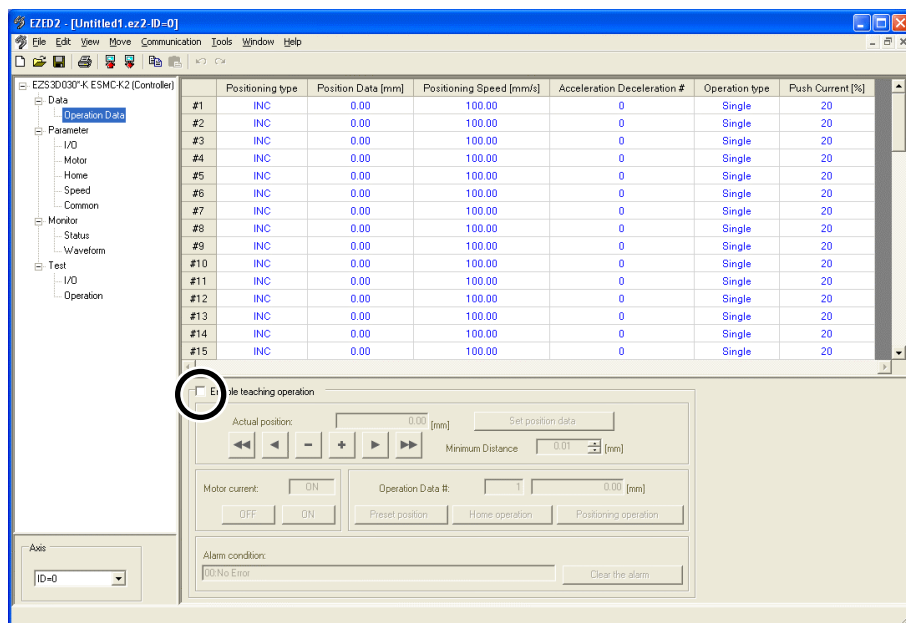 EZED2 - [Untitled1.ez2-ID=0]
File Edit View Move Communication Tools Window Help
EZS3D030*-K ESMC-K2 (Controller)
Data
Operation Data
Parameter
I/O
Motor
Home
Speed
Common
Monitor
Status
Waveform
Test
I/O
Operation
Positioning type Position Data [mm] Positioning Speed [mm/s] Acceleration Deceleration # Operation type Push Current [%]
#1 INC 0.00 100.00 0 Single 20
#2 INC 0.00 100.00 0 Single 20
#3 INC 0.00 100.00 0 Single 20
#4 INC 0.00 100.00 0 Single 20
#5 INC 0.00 100.00 0 Single 20
#6 INC 0.00 100.00 0 Single 20
#7 INC 0.00 100.00 0 Single 20
#8 INC 0.00 100.00 0 Single 20
#9 INC 0.00 100.00 0 Single 20
#10 INC 0.00 100.00 0 Single 20
#11 INC 0.00 100.00 0 Single 20
#12 INC 0.00 100.00 0 Single 20
#13 INC 0.00 100.00 0 Single 20
#14 INC 0.00 100.00 0 Single 20
#15 INC 0.00 100.00 0 Single 20
Enable teaching operation
Actual position: 0.00 [mm] Set position data
Minimum Distance 0.01 [mm]
Motor current: ON
OFF ON
Operation Data #: 1 0.00 [mm]
Preset position Home operation Positioning operation
Alarm condition:
00:No Error Clear the alarm
Axis
ID=0